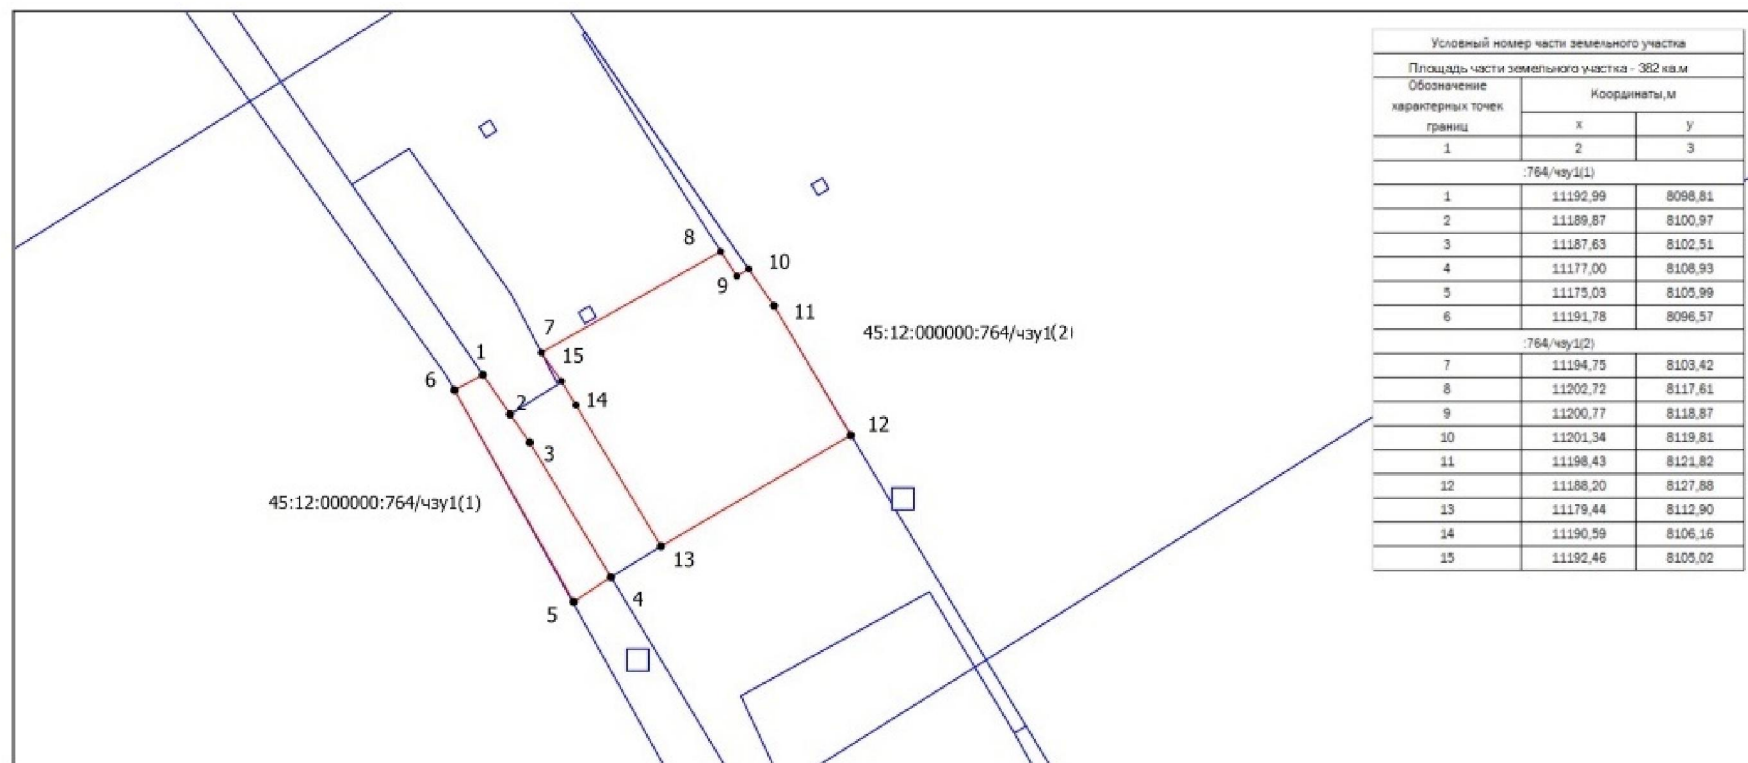 8
10
9
11
7
15
1
6
2
14
3
12
13
4
5
45:12:000000:764/чзу1(2)
45:12:000000:764/чзу1(1)
Условный номер части земельного участка
Площадь части земельного участка - 382 кв.м
Обозначение характерных точек границ Координаты,м
x y
1 2 3
:764/чзу1(1)
1 11192,99 8098,81
2 11189,87 8100,97
3 11187,63 8102,51
4 11177,00 8108,93
5 11175,03 8105,99
6 11191,78 8096,57
:764/чзу1(2)
7 11194,75 8103,42
8 11202,72 8117,61
9 11200,77 8118,87
10 11201,34 8119,81
11 11198,43 8121,82
12 11188,20 8127,88
13 11179,44 8112,90
14 11190,59 8106,16
15 11192,46 8105,02